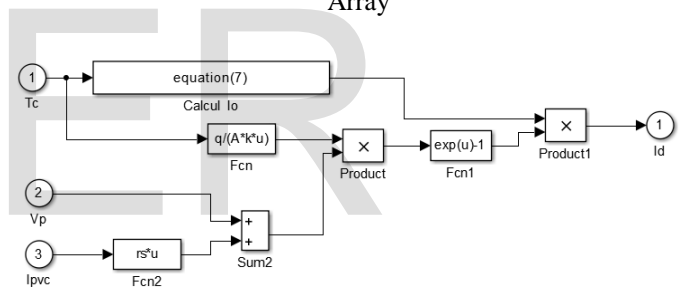 Array
1
Tc
equation(7)
Calcul Io
q/(A*k*u)
Fcn
×
Product
exp(u)-1
Fcn1
×
Product1
1
Id
2
Vp
+
+
Sum2
3
Ipvc
rs*u
Fcn2
ER